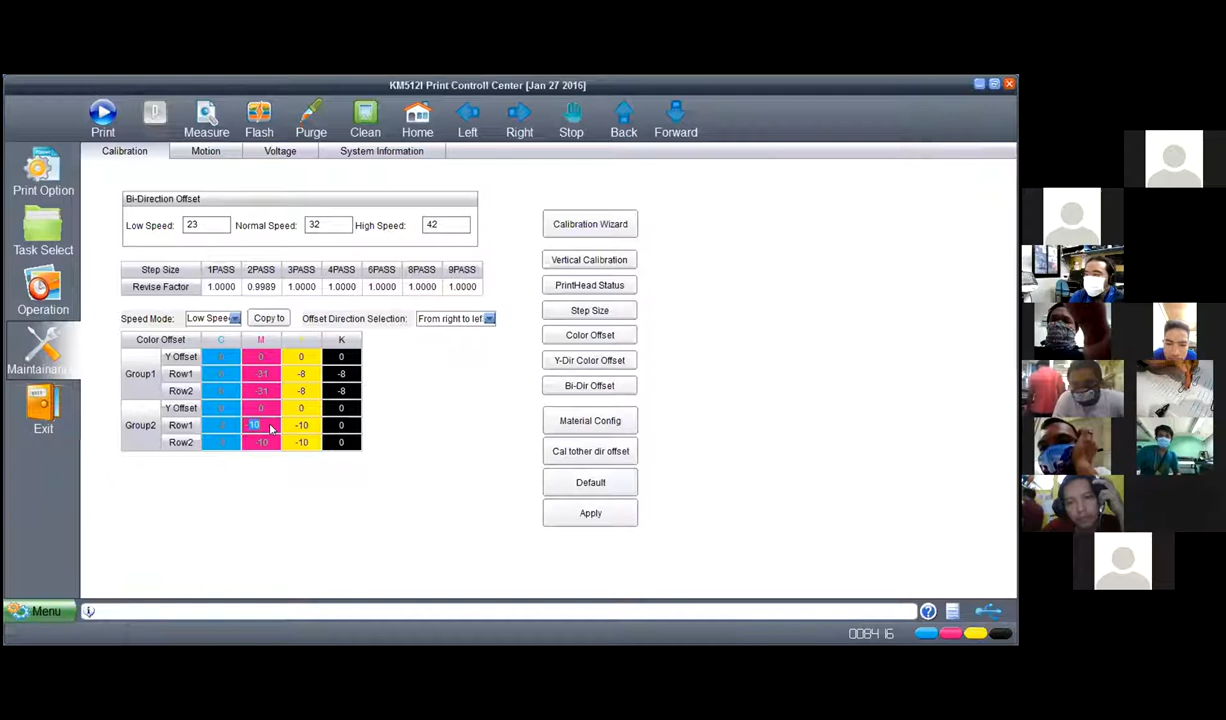 KM512I Print Controll Center [Jan 27 2016]
Print Measure Flash Purge Clean Home Left Right Stop Back Forward
Calibration Motion Voltage System Information
Print Option
Task Select
Operation
Maintainance
Exit
Bi-Direction Offset
Low Speed: 23 Normal Speed: 32 High Speed: 42
Step Size 1PASS 2PASS 3PASS 4PASS 6PASS 8PASS 9PASS
Revise Factor 1.0000 0.9989 1.0000 1.0000 1.0000 1.0000 1.0000
Speed Mode: Low Spee Copy to Offset Direction Selection: From right to lef
Color Offset C M K
Group1
Y Offset 0 0 0 0
Row1 0 -31 -8 -8
Row2 0 -31 -8 -8
Group2
Y Offset 0 0 0 0
Row1 -10 -10 0
Row2 -10 -10 0
Calibration Wizard
Vertical Calibration
PrintHead Status
Step Size
Color Offset
Y-Dir Color Offset
Bi-Dir Offset
Material Config
Cal tother dir offset
Default
Apply
Menu
008416